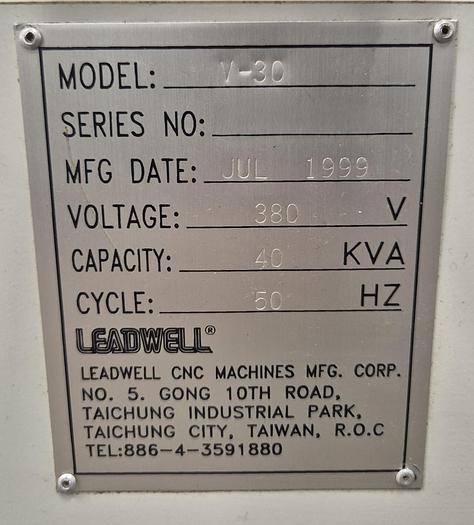 MODEL: V-30
SERIES NO:
MFG DATE: JUL 1999
VOLTAGE: 380 V
CAPACITY: 40 KVA
CYCLE: 50 HZ
LEADWELL®
LEADWELL CNC MACHINES MFG. CORP.
NO. 5. GONG 10TH ROAD,
TAICHUNG INDUSTRIAL PARK,
TAICHUNG CITY, TAIWAN, R.O.C
TEL:886-4-3591880